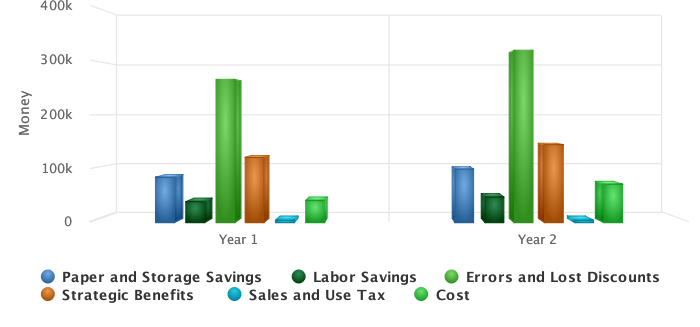 400k
300k
200k
100k
0
Money
Year 1 Year 2
Paper and Storage Savings Labor Savings Errors and Lost Discounts
Strategic Benefits Sales and Use Tax Cost